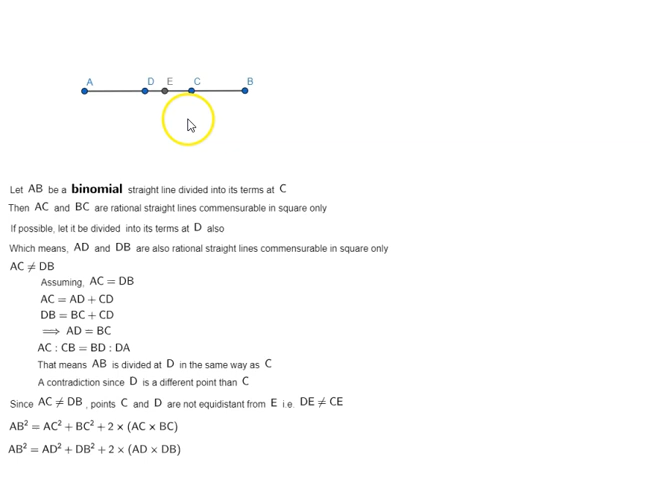 A D E C B
Let AB be a binomial straight line divided into its terms at C
Then AC and BC are rational straight lines commensurable in square only
If possible, let it be divided into its terms at D also
Which means, AD and DB are also rational straight lines commensurable in square only
AC ≠ DB
Assuming, AC = DB
AC = AD + CD
DB = BC + CD
⟹ AD = BC
AC : CB = BD : DA
That means AB is divided at D in the same way as C
A contradiction since D is a different point than C
Since AC ≠ DB , points C and D are not equidistant from E i.e. DE ≠ CE
AB² = AC² + BC² + 2 × (AC × BC)
AB² = AD² + DB² + 2 × (AD × DB)